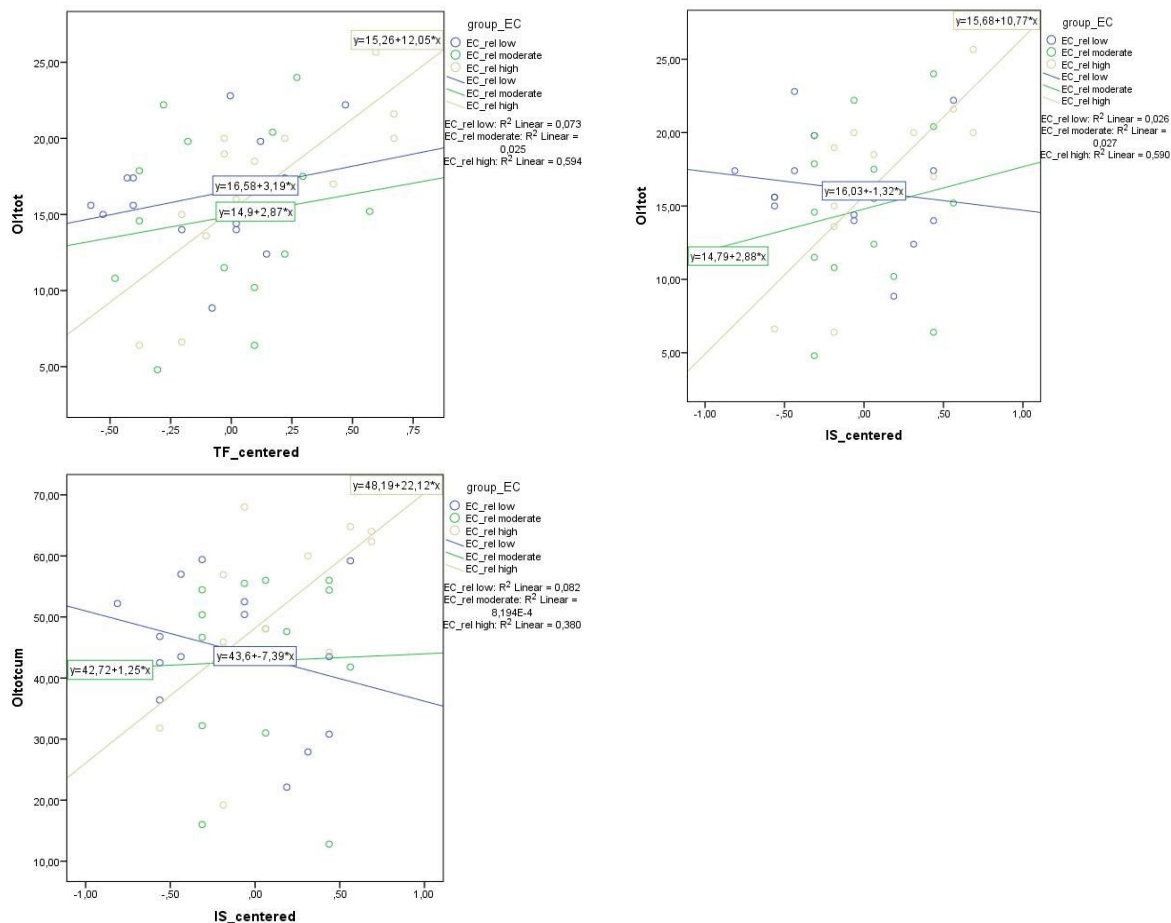 y=15,26+12,05*x
25,00
20,00
15,00
10,00
5,00
y=16,58+3,19*x
y=14,9+2,87*x
OI1tot
-,50
-,25
,00
,25
,50
,75
TF_centered
group_EC
EC_rel low
EC_rel moderate
EC_rel high
EC_rel low
EC_rel moderate
EC_rel high
EC_rel low: R² Linear = 0,073
EC_rel moderate: R² Linear =
0,025
EC_rel high: R² Linear = 0,594
y=15,68+10,77*x
25,00
20,00
15,00
10,00
5,00
y=16,03+-1,32*x
y=14,79+2,88*x
OI1tot
-1,00
-,50
,00
,50
1,00
IS_centered
group_EC
EC_rel low
EC_rel moderate
EC_rel high
EC_rel low
EC_rel moderate
EC_rel high
EC_rel low: R² Linear = 0,026
EC_rel moderate: R² Linear =
0,027
EC_rel high: R² Linear = 0,590
y=48,19+22,12*x
70,00
60,00
50,00
40,00
30,00
20,00
10,00
y=43,6+-7,39*x
y=42,72+1,25*x
OItotcum
-1,00
-,50
,00
,50
1,00
IS_centered
group_EC
EC_rel low
EC_rel moderate
EC_rel high
EC_rel low
EC_rel moderate
EC_rel high
EC_rel low: R² Linear = 0,082
EC_rel moderate: R² Linear =
8,194E-4
EC_rel high: R² Linear = 0,380